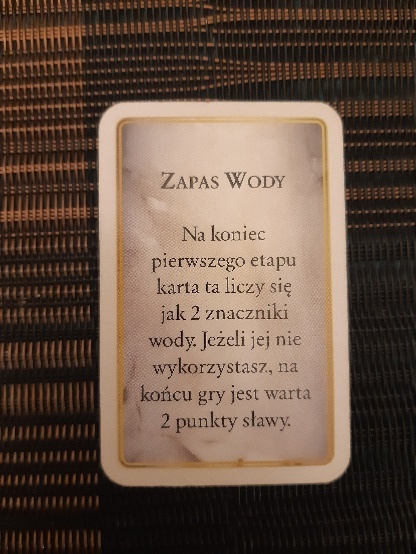 Zapas Wody
Na koniec
pierwszego etapu
karta ta liczy się
jak 2 znaczniki
wody. Jeżeli jej nie
wykorzystasz, na
końcu gry jest warta
2 punkty sławy.